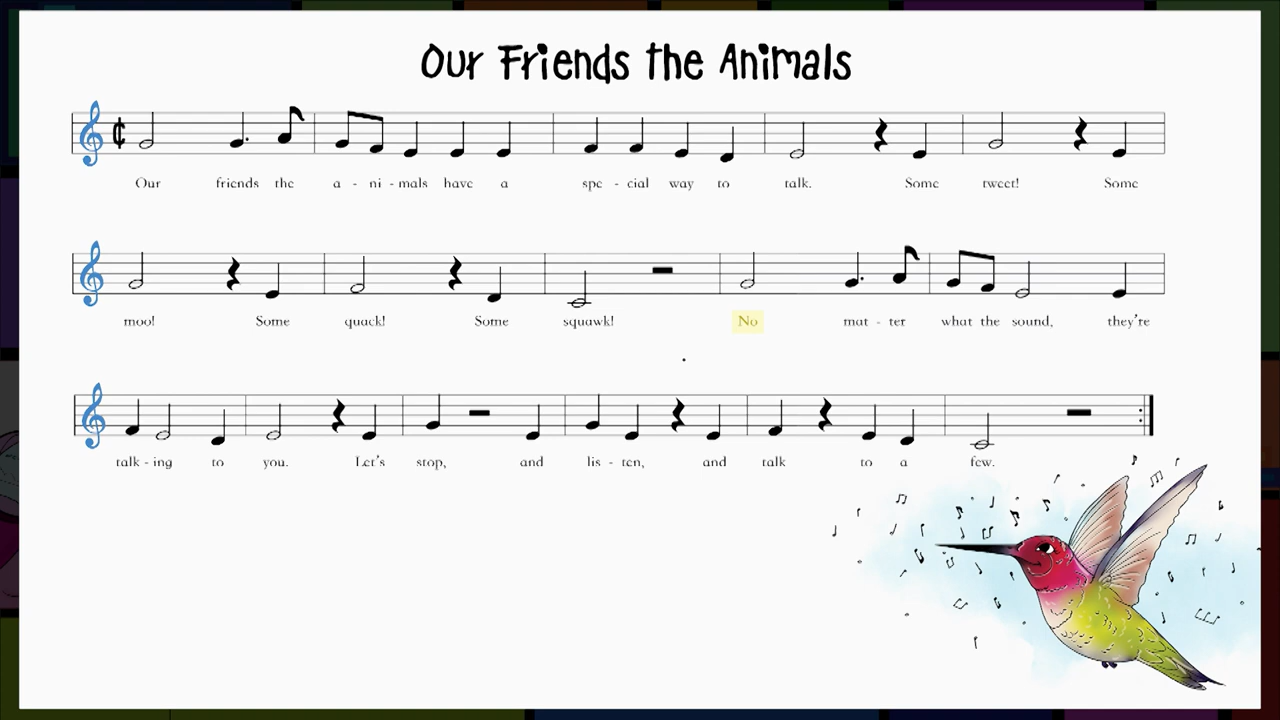 Our Friends the Animals
Our friends the a - ni - mals have a spe - cial way to talk. Some tweet! Some
moo! Some quack! Some squawk! No mat - ter what the sound, they're
talk - ing to you. Let's stop, and lis - ten, and talk to a few.